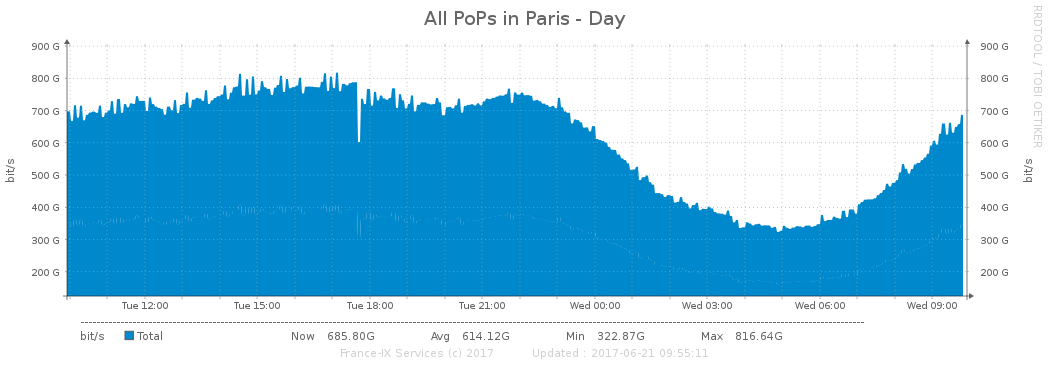 All PoPs in Paris - Day
RRDTOOL / TOBI OETIKER
900 G 900 G
800 G 800 G
700 G 700 G
600 G 600 G
500 G 500 G
400 G 400 G
300 G 300 G
200 G 200 G
bit/s bit/s
Tue 12:00 Tue 15:00 Tue 18:00 Tue 21:00 Wed 00:00 Wed 03:00 Wed 06:00 Wed 09:00
bit/s Total Now 685.80G Avg 614.12G Min 322.87G Max 816.64G
France-IX Services (c) 2017 Updated : 2017-06-21 09:55:11